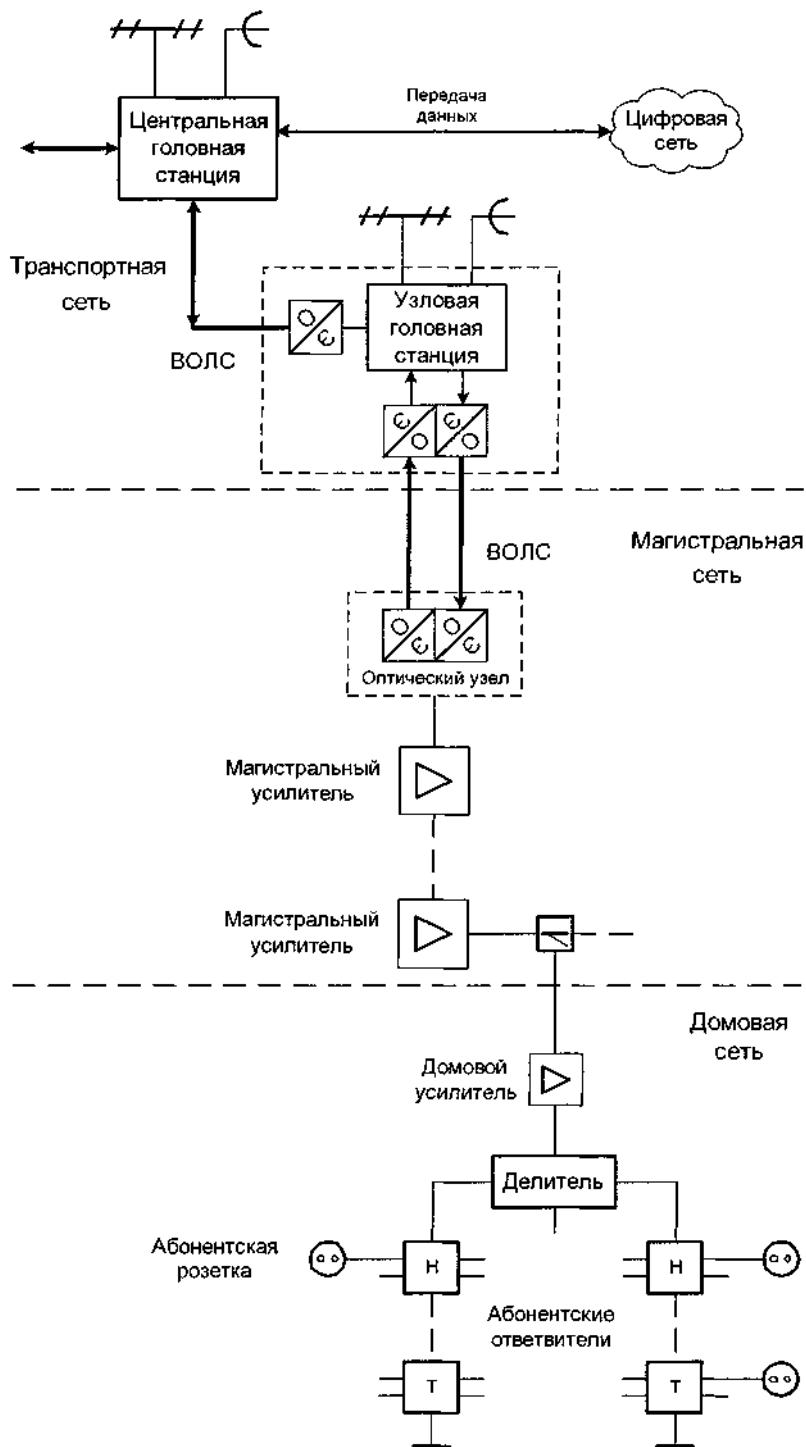 Центральная
головная
станция
Передача
данных
Цифровая
сеть
Транспортная
сеть
ВОЛС
О
Є
Узловая
головная
станция
Є
О
Є
О
Магистральная
сеть
ВОЛС
О
Є
О
Є
Оптический узел
Магистральный
усилитель
Магистральный
усилитель
Домовая
сеть
Домовой
усилитель
Делитель
Абонентская
розетка
Н
Н
Абонентские
ответвители
Т
Т